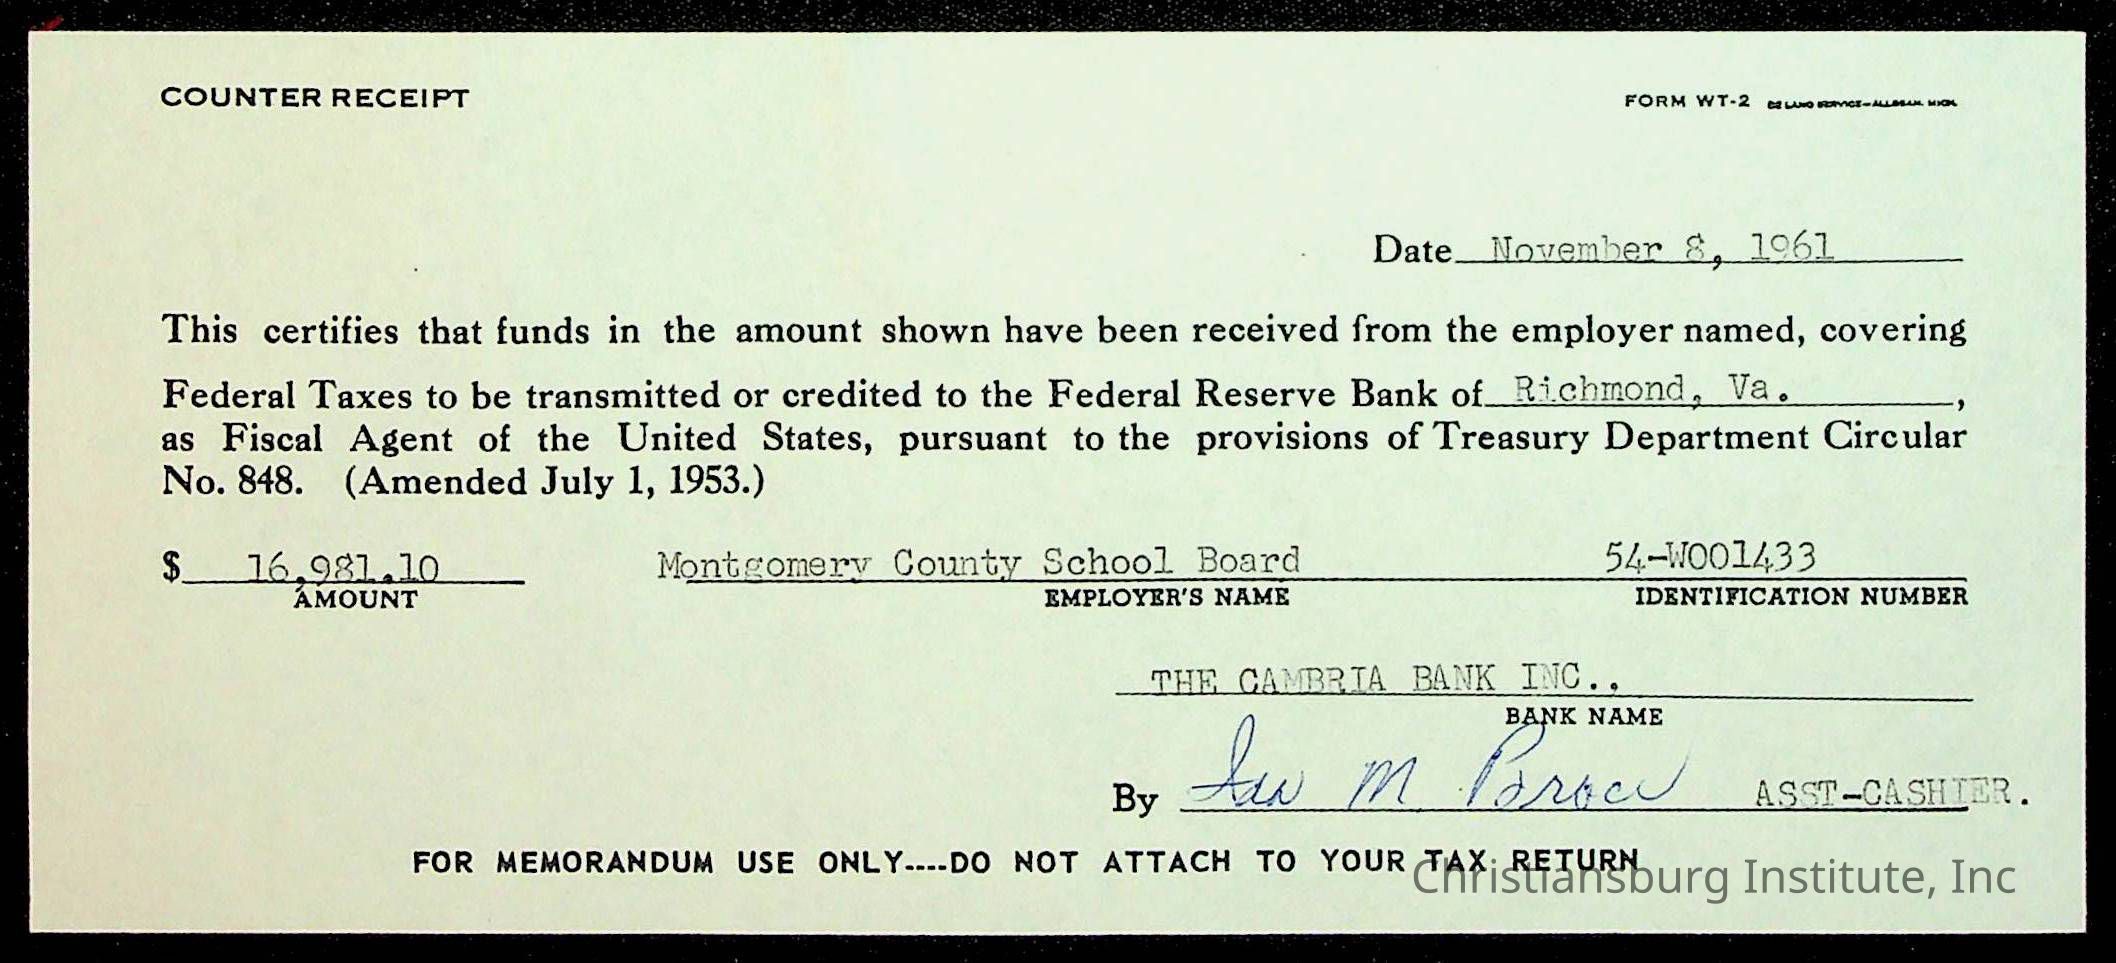 COUNTER RECEIPT
FORM WT-2 DE LANO SERVICE-ALLEGAN, MICH.
Date November 8, 1961
This certifies that funds in the amount shown have been received from the employer named, covering
Federal Taxes to be transmitted or credited to the Federal Reserve Bank of Richmond, Va.,
as Fiscal Agent of the United States, pursuant to the provisions of Treasury Department Circular
No. 848. (Amended July 1, 1953.)
$ 16,981.10 Montgomery County School Board 54-W001433
AMOUNT EMPLOYER'S NAME IDENTIFICATION NUMBER
THE CAMBRIA BANK INC..,
BANK NAME
By M ASST-CASHIER.
FOR MEMORANDUM USE ONLY----DO NOT ATTACH TO YOUR TAX RETURN
Christiansburg Institute, Inc